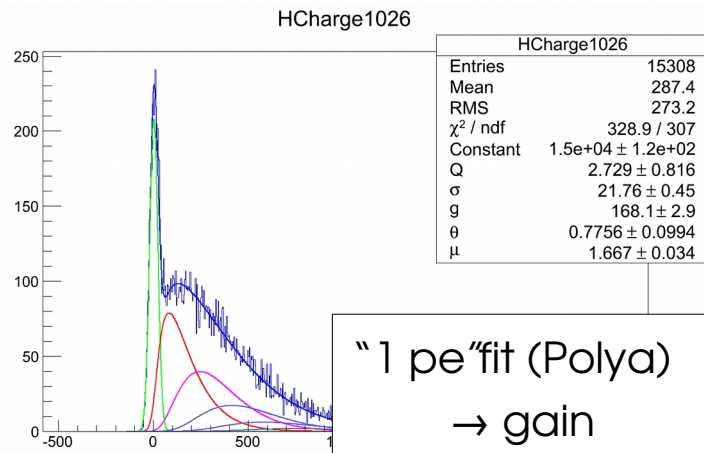 HCharge1026
HCharge1026
Entries 15308
Mean 287.4
RMS 273.2
χ² / ndf 328.9 / 307
Constant 1.5e+04 ± 1.2e+02
Q 2.729 ± 0.816
σ 21.76 ± 0.45
g 168.1 ± 2.9
θ 0.7756 ± 0.0994
μ 1.667 ± 0.034
250
200
150
100
50
0
-500 0 500 1
“1 pe”fit (Polya)
→ gain